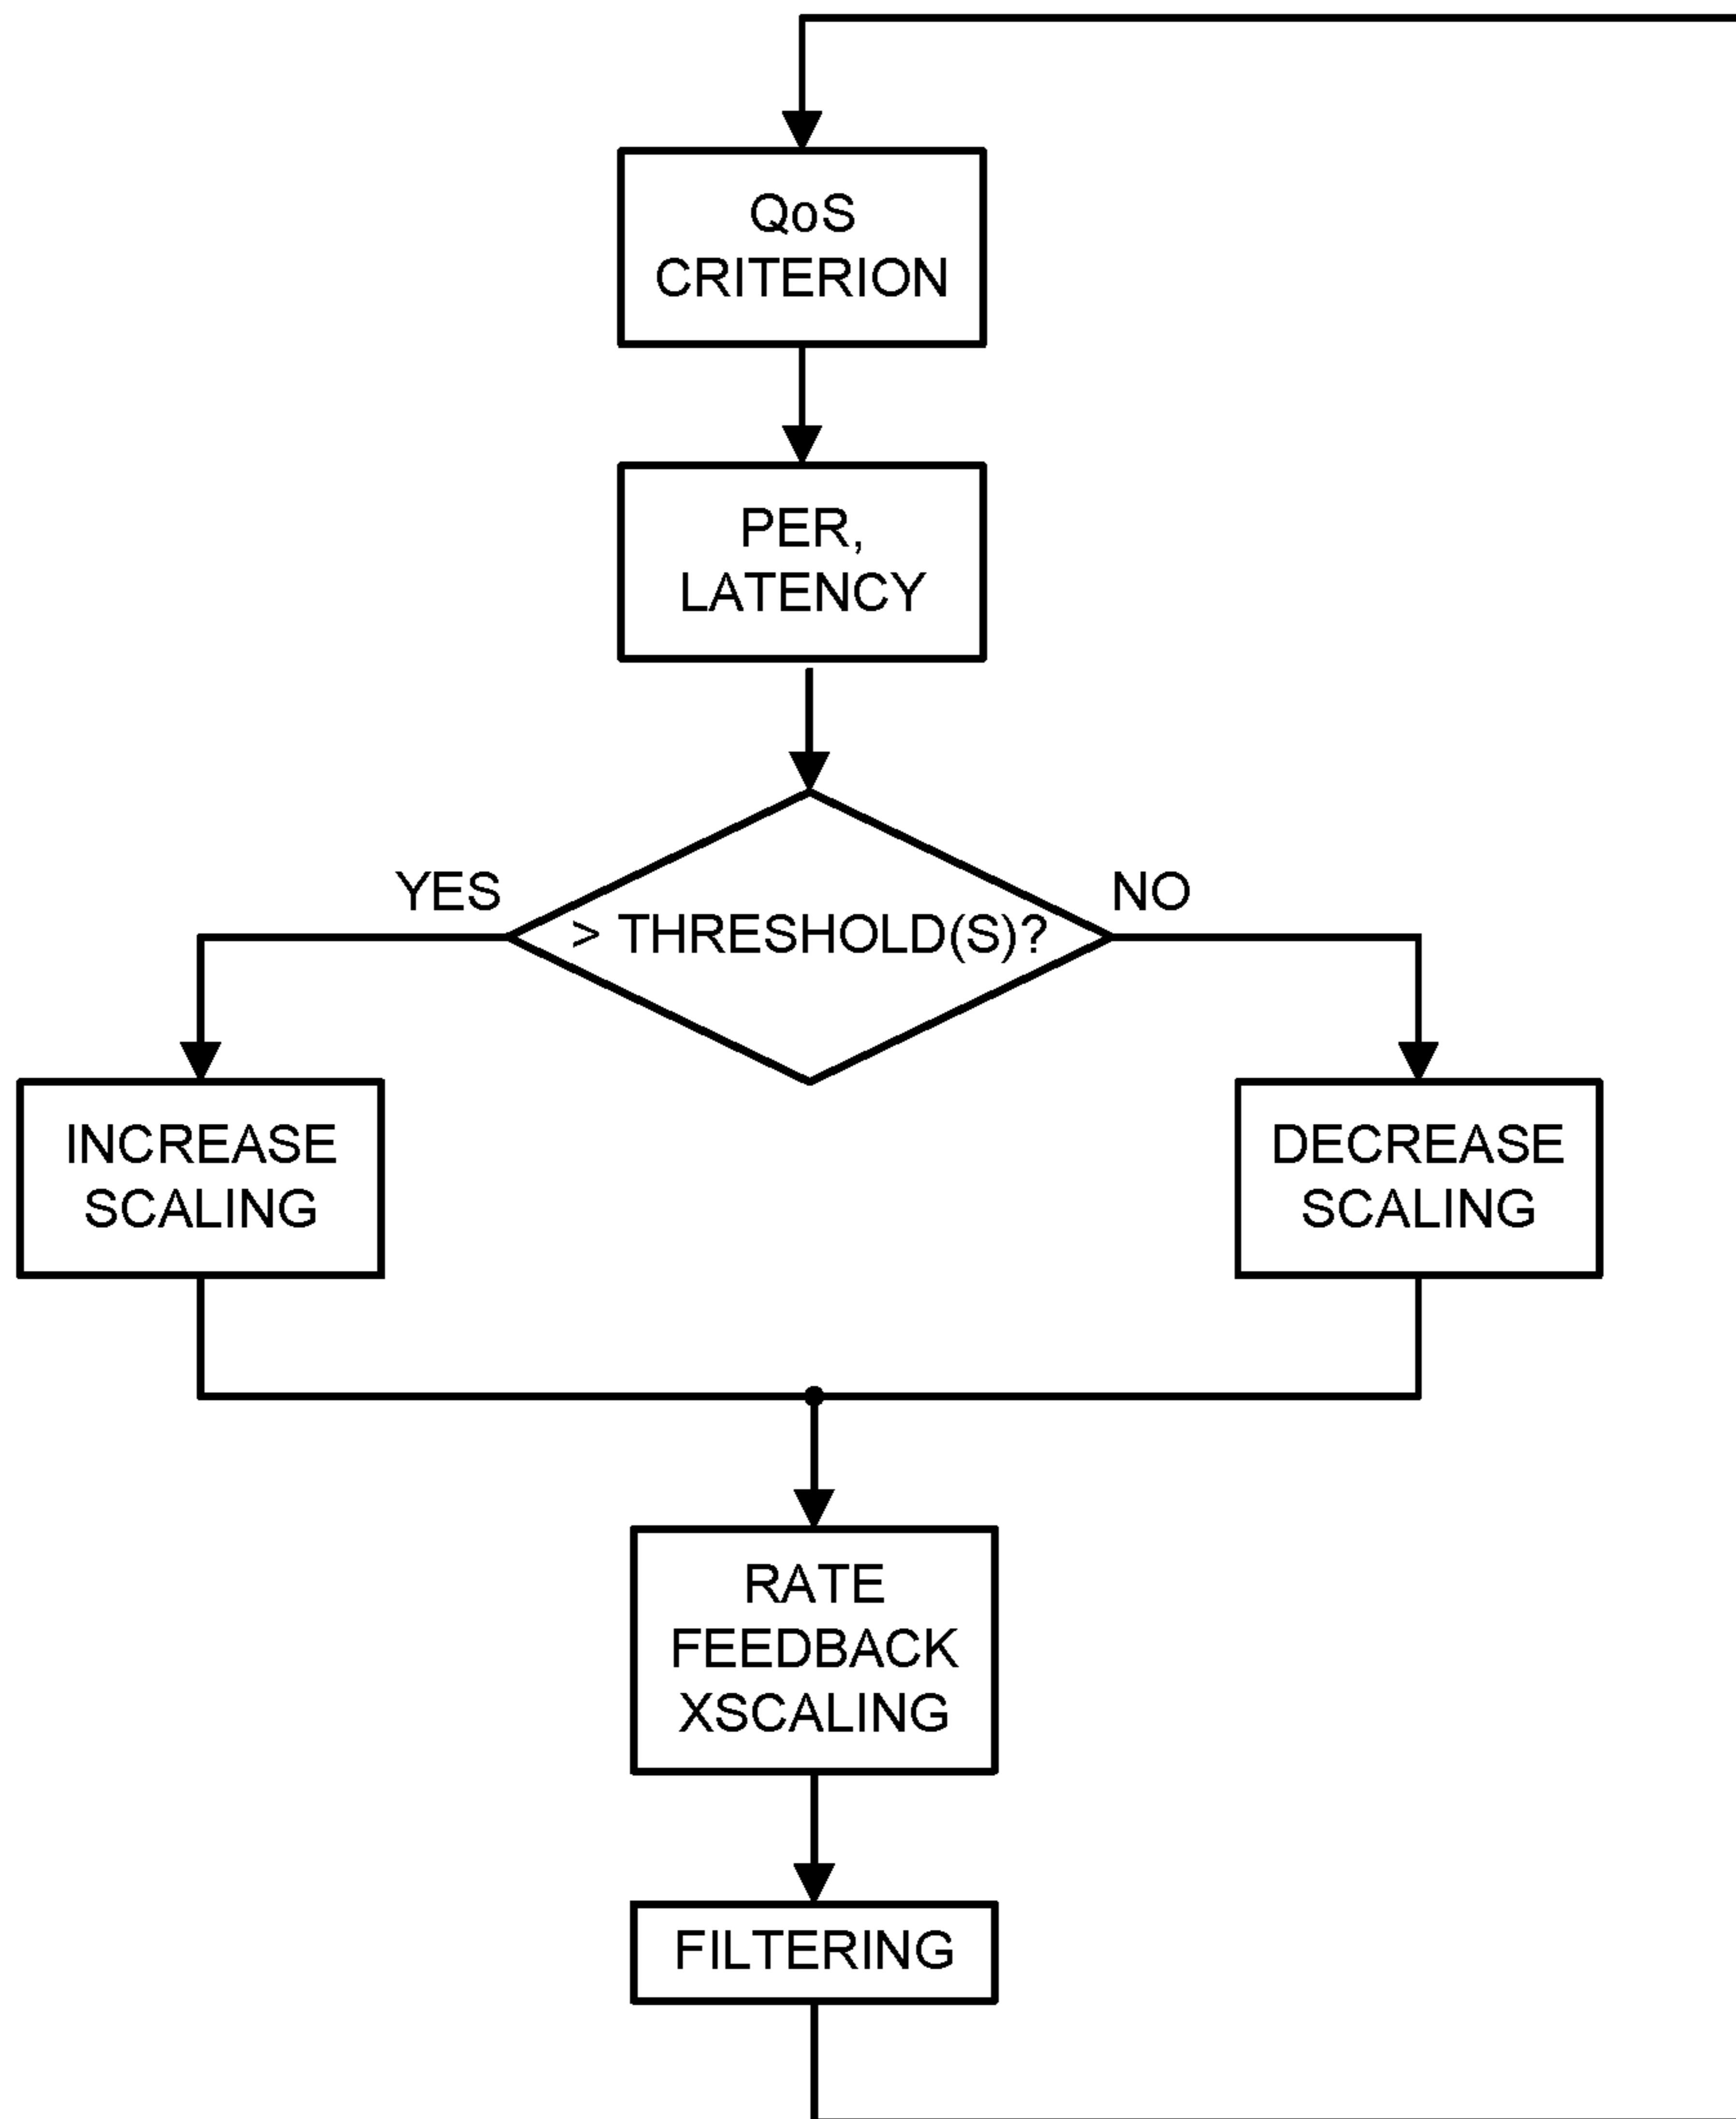 QoS
CRITERION
PER,
LATENCY
YES
> THRESHOLD(S)?
NO
INCREASE
SCALING
DECREASE
SCALING
RATE
FEEDBACK
XSCALING
FILTERING